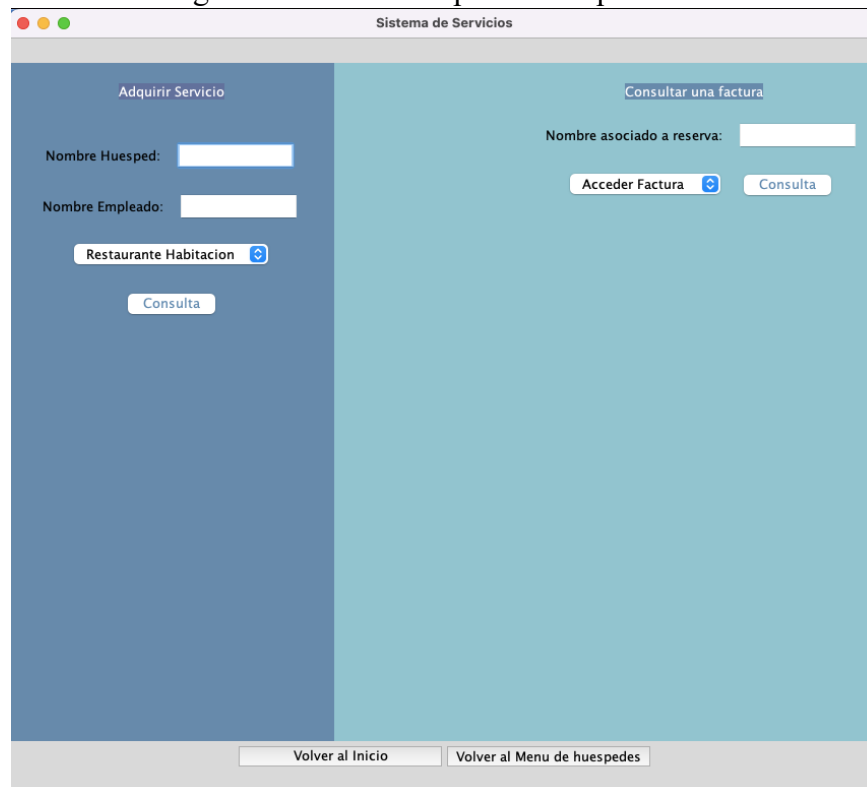 Sistema de Servicios
Adquirir Servicio
Nombre Huesped:
Nombre Empleado:
Restaurante Habitacion
Consulta
Consultar una factura
Nombre asociado a reserva:
Acceder Factura Consulta
Volver al Inicio Volver al Menu de huespedes